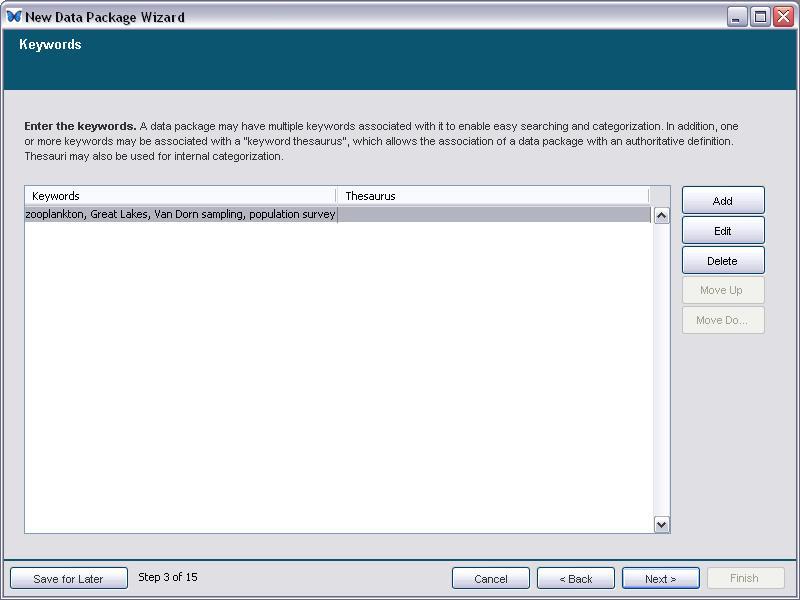 New Data Package Wizard
Keywords
Enter the keywords. A data package may have multiple keywords associated with it to enable easy searching and categorization. In addition, one
or more keywords may be associated with a "keyword thesaurus", which allows the association of a data package with an authoritative definition.
Thesauri may also be used for internal categorization.
Keywords Thesaurus
zooplankton, Great Lakes, Van Dorn sampling, population survey
Add
Edit
Delete
Move Up
Move Do...
Save for Later Step 3 of 15 Cancel < Back Next > Finish